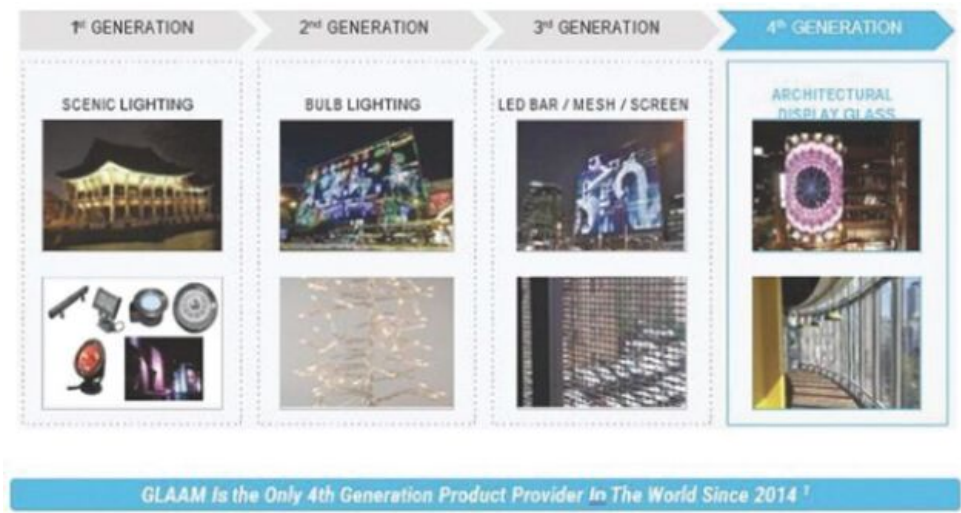 1st GENERATION
2nd GENERATION
3rd GENERATION
4th GENERATION
SCENIC LIGHTING
BULB LIGHTING
LED BAR / MESH / SCREEN
ARCHITECTURAL
DISPLAY GLASS
GLAAM Is the Only 4th Generation Product Provider In The World Since 2014 1